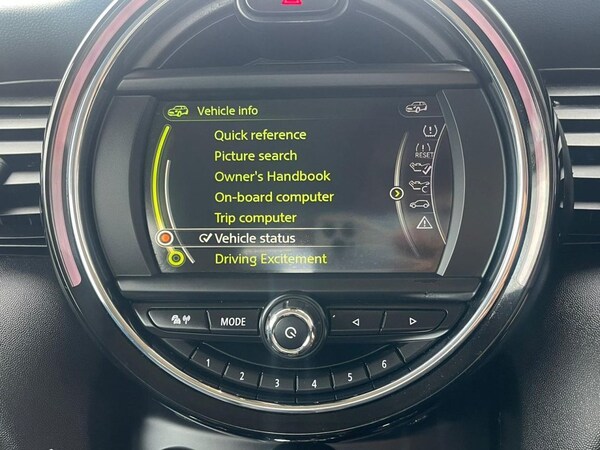 Vehicle info
Quick reference
Picture search
Owner's Handbook
On-board computer
Trip computer
Vehicle status
Driving Excitement
RESET
MODE
1 2 3 4 5 6